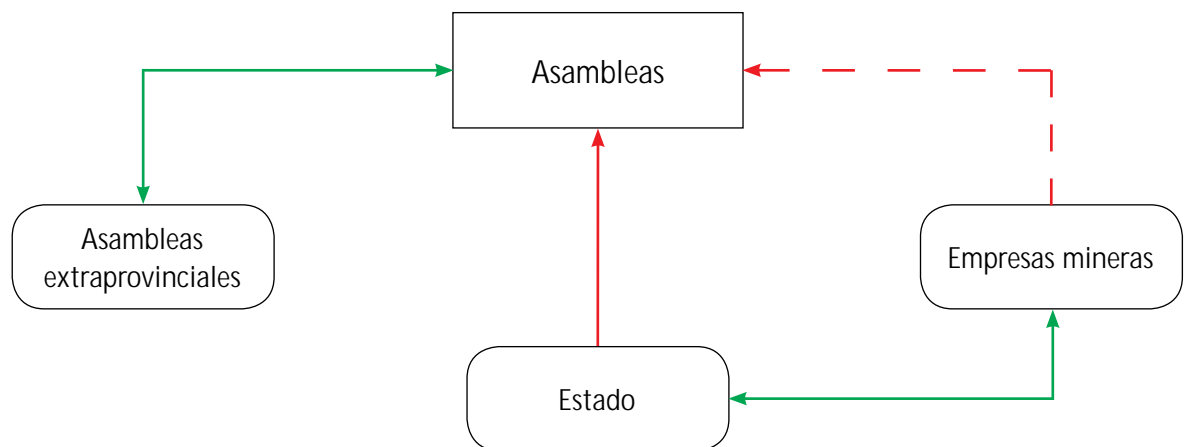 Asambleas
Asambleas
extraprovinciales
Empresas mineras
Estado